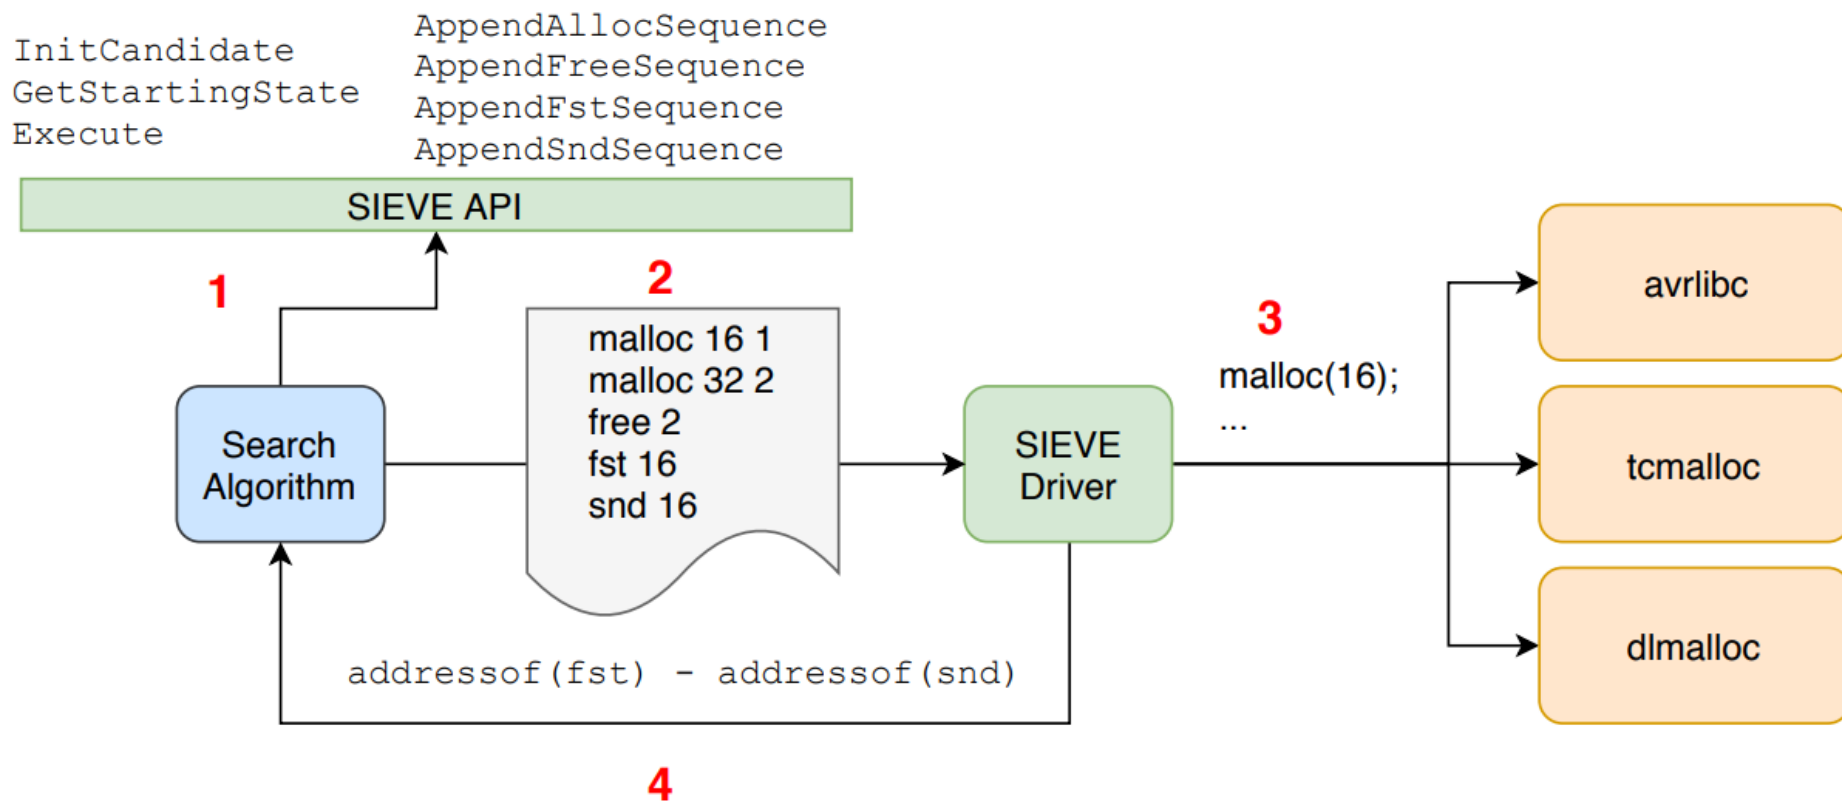 InitCandidate
GetStartingState
Execute
AppendAllocSequence
AppendFreeSequence
AppendFstSequence
AppendSndSequence
SIEVE API
1
2
malloc 16 1
malloc 32 2
free 2
fst 16
snd 16
Search
Algorithm
SIEVE
Driver
3
malloc(16);
...
avrlibc
tcmalloc
dlmalloc
addressof(fst) - addressof(snd)
4